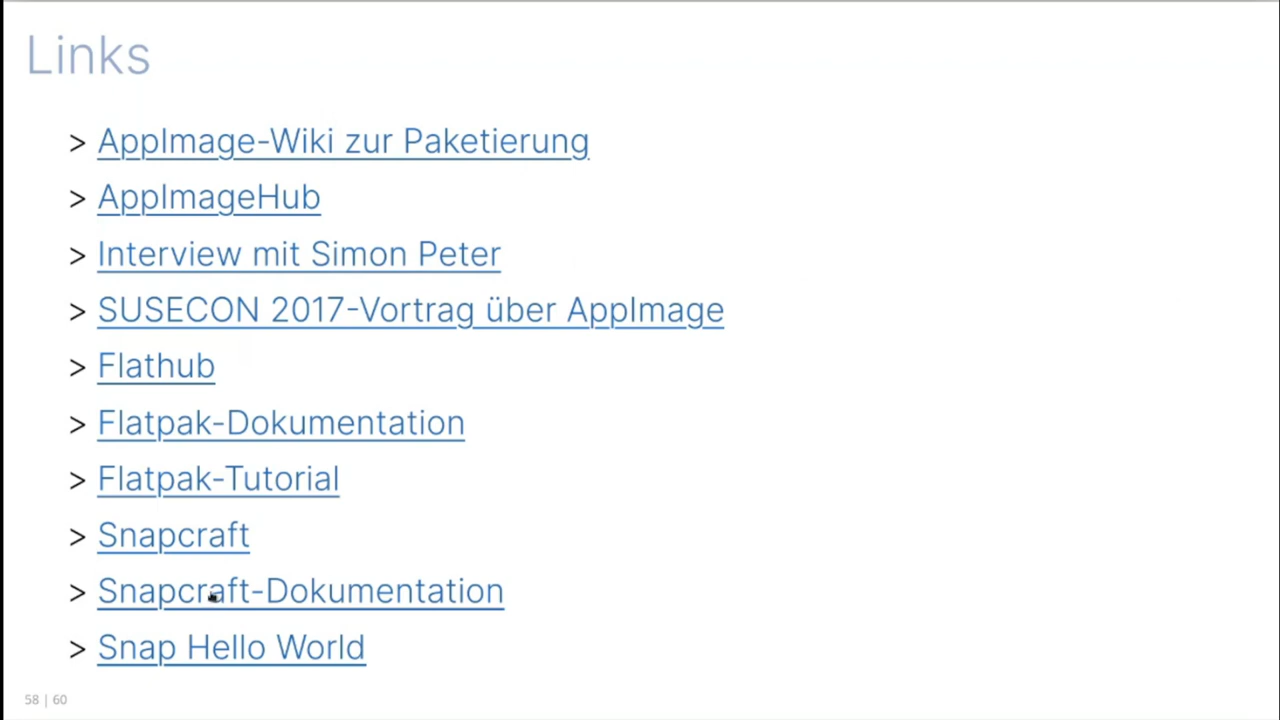 Links
> AppImage-Wiki zur Paketierung
> AppImageHub
> Interview mit Simon Peter
> SUSECON 2017-Vortrag über AppImage
> Flathub
> Flatpak-Dokumentation
> Flatpak-Tutorial
> Snapcraft
> Snapcraft-Dokumentation
> Snap Hello World
58 | 60